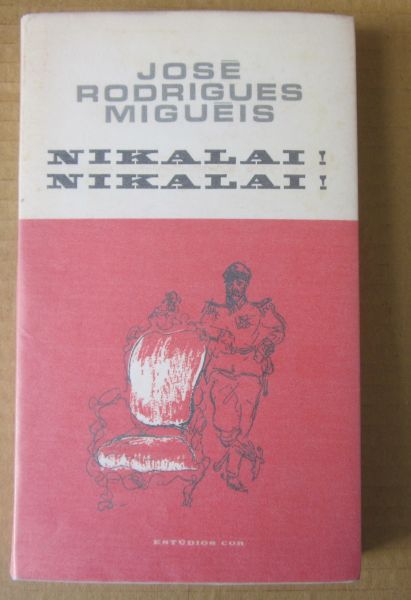 JOSÉ
RODRIGUES
MIGUÉIS
NIKALAI!
NIKALAI!
ESTÚDIOS COR